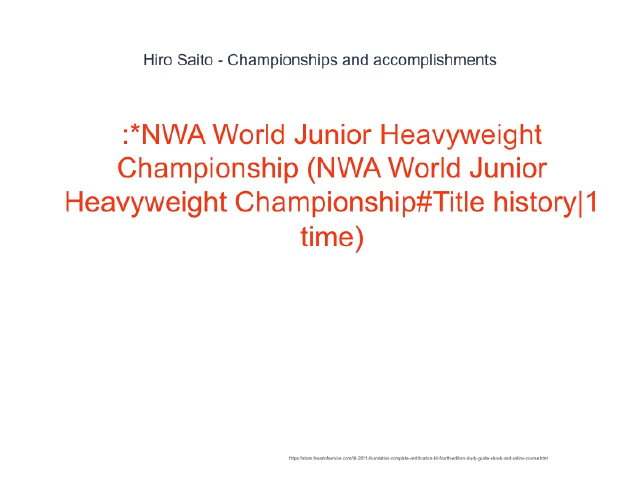 Hiro Saito - Championships and accomplishments
:*NWA World Junior Heavyweight
Championship (NWA World Junior
Heavyweight Championship#Title history|1
time)